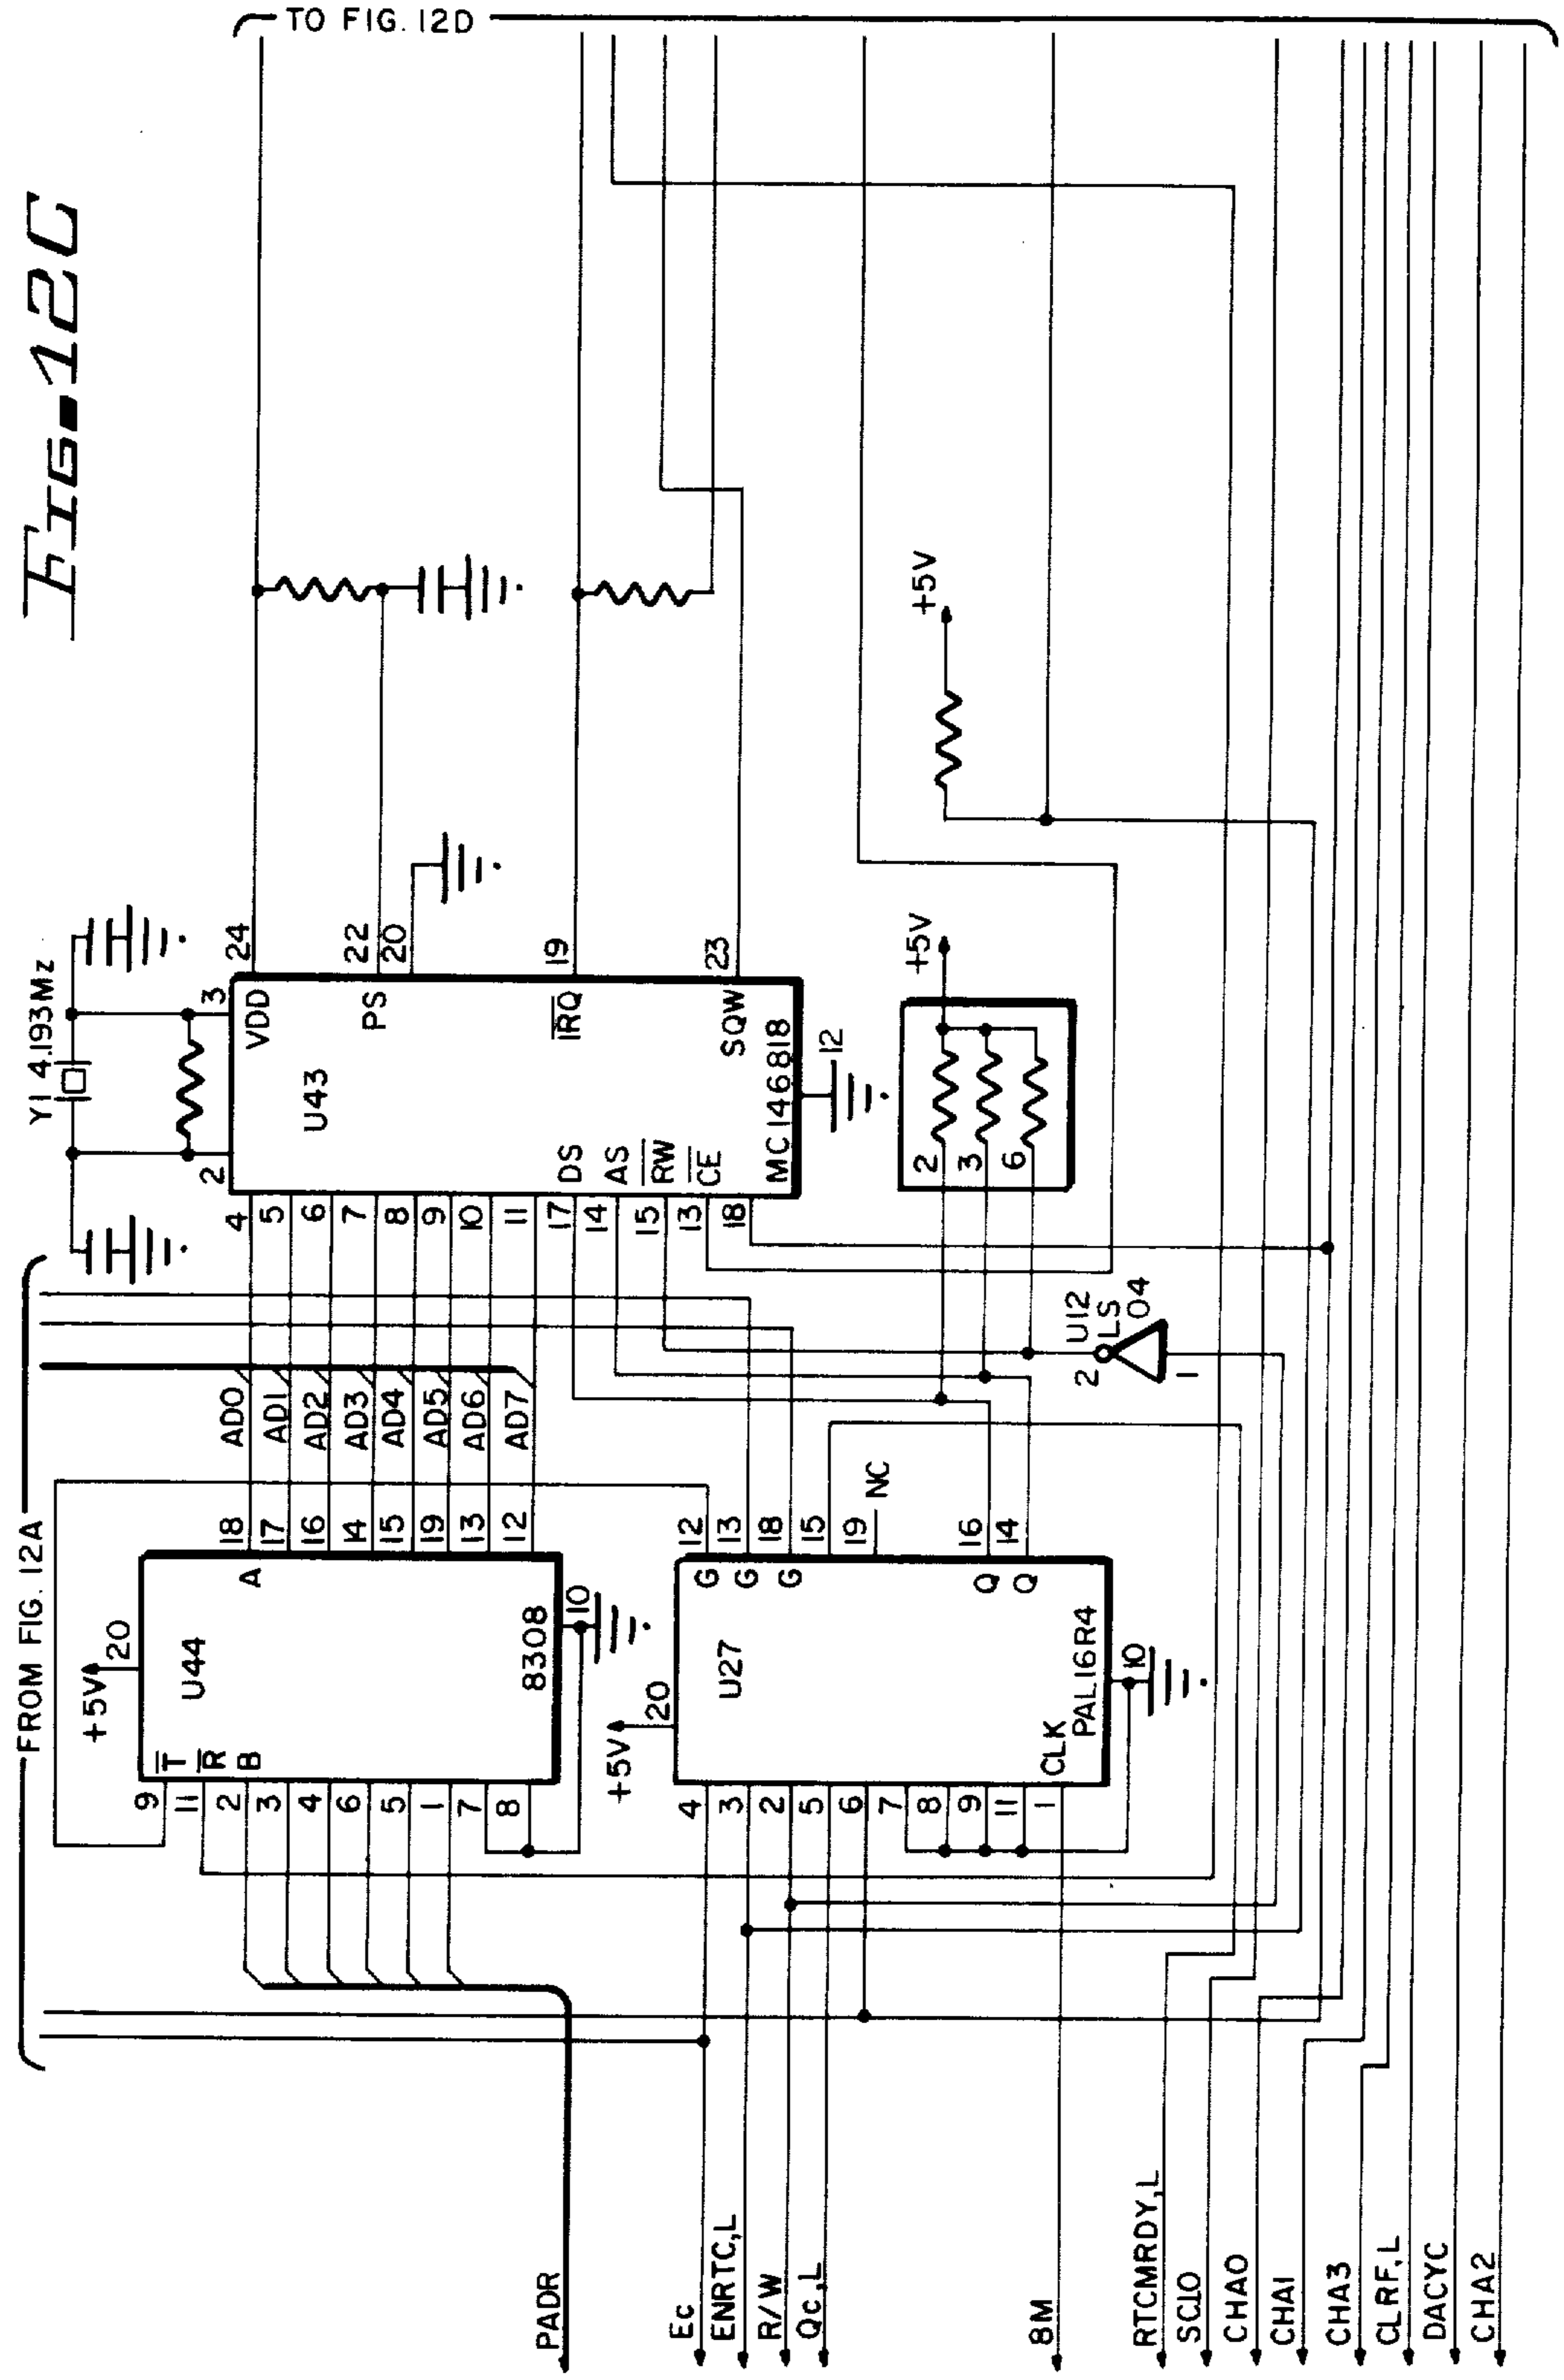 FIG. 12C
TO FIG. 12D
FROM FIG. 12A
Y1 4.193Mz
2
3
VDD
24
U43
PS
22
20
IRQ
19
SQW
23
MC146818
12
4
5
6
7
8
9
10
11
DS
17
AS
14
RW
15
CE
13
18
AD0
AD1
AD2
AD3
AD4
AD5
AD6
AD7
+5V
20
U44
8308
10
A
18
17
16
14
15
19
13
12
T
9
R
11
B
2
3
4
6
5
1
7
8
+5V
20
U27
PAL16R4
10
G
12
G
13
G
18
15
19
NC
Q
16
Q
14
4
3
2
5
6
7
8
9
11
CLK
1
+5V
2
3
6
+5V
U12
LS
04
2
1
PADR
Ec
ENRTC,L
R/W
Qc,L
8M
RTCMRDY,L
SC10
CHA0
CHA1
CHA3
CLRF,L
DACYC
CHA2